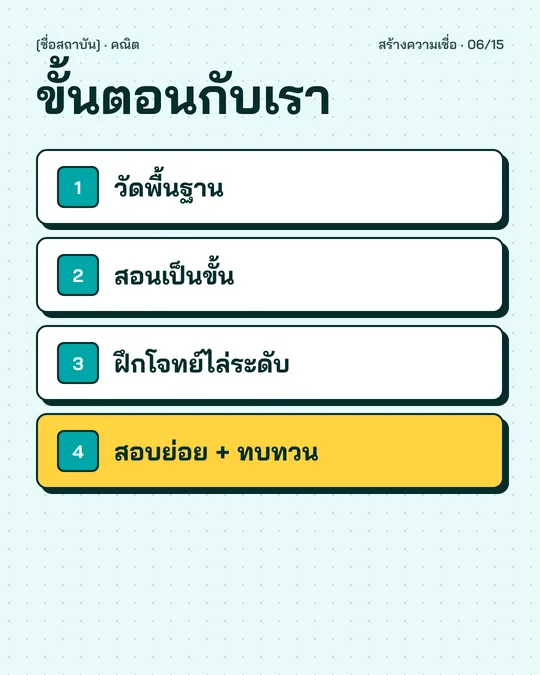 [ชื่อสถาบัน] · คณิต
สร้างความเชื่อ · 06/15
ขั้นตอนกับเรา
1 วัดพื้นฐาน
2 สอนเป็นขั้น
3 ฝึกโจทย์ไล่ระดับ
4 สอบย่อย + ทบทวน